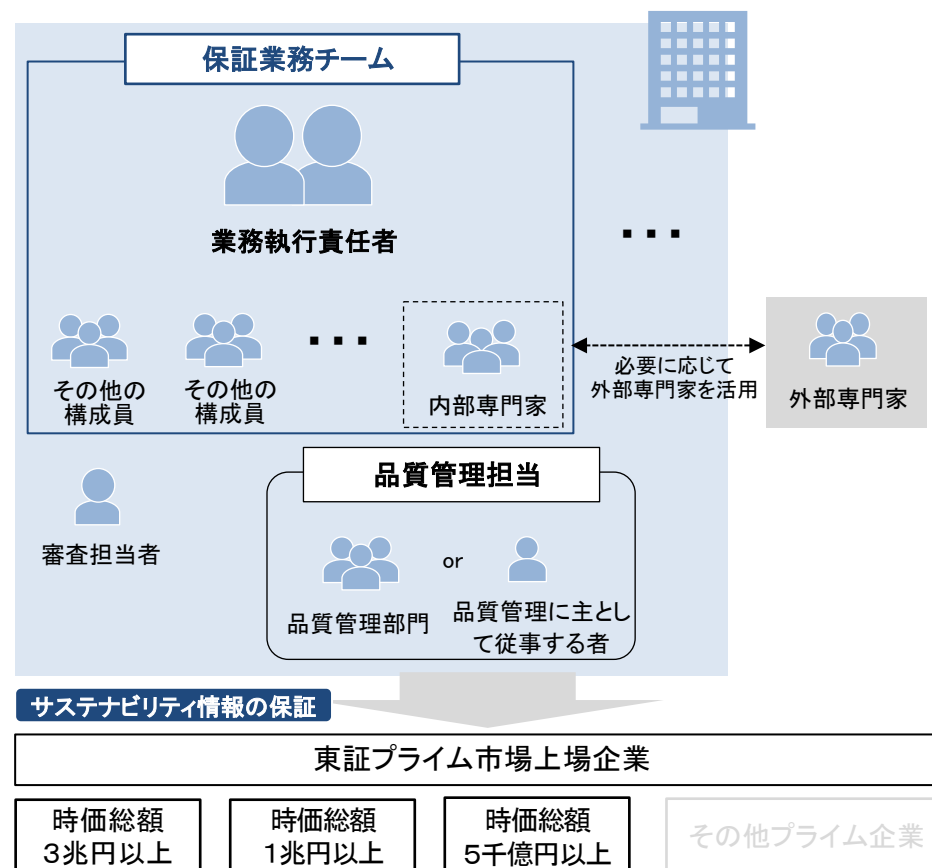 保証業務チーム
業務執行責任者
▪▪▪
その他の
構成員
その他の
構成員
▪▪▪
内部専門家
必要に応じて
外部専門家を活用
外部専門家
品質管理担当
審査担当者
品質管理部門
or
品質管理に主とし
て従事する者
サステナビリティ情報の保証
東証プライム市場上場企業
時価総額
3兆円以上
時価総額
1兆円以上
時価総額
5千億円以上
その他プライム企業